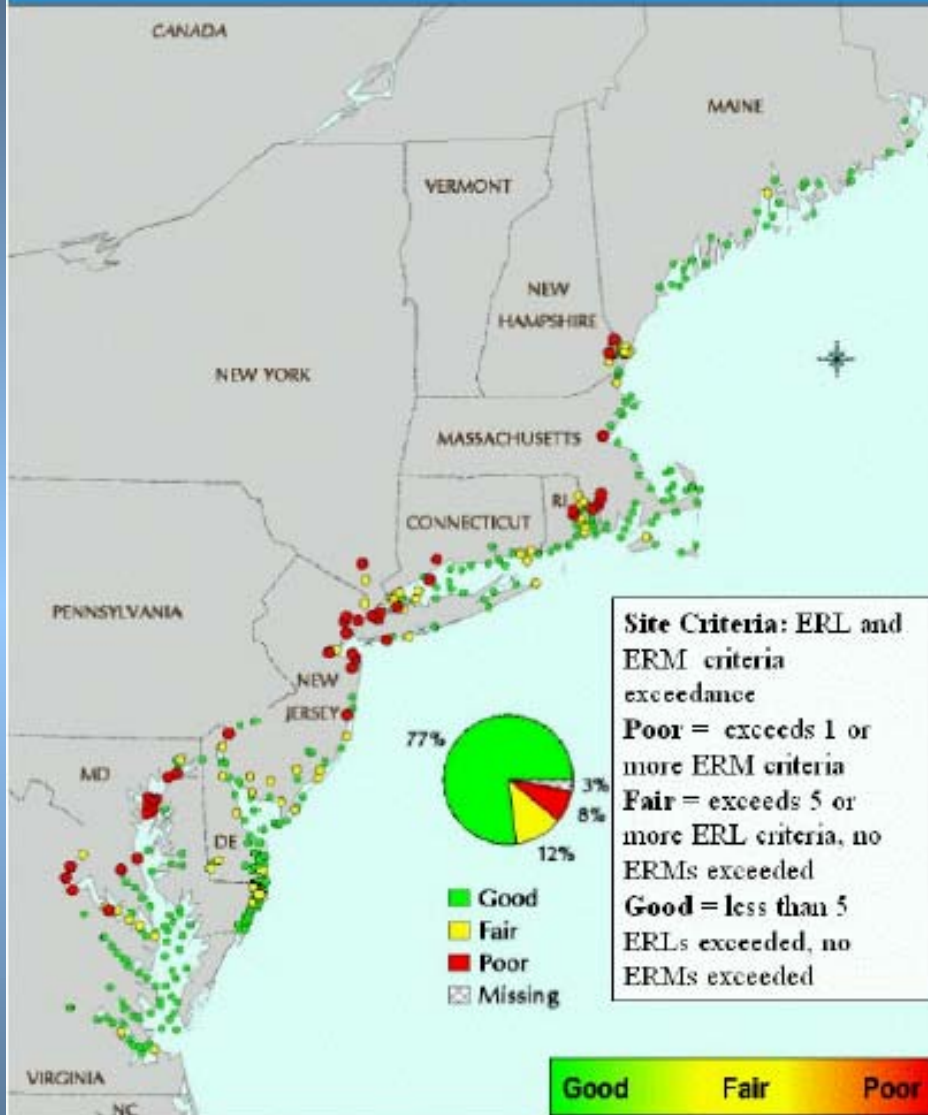 CANADA
MAINE
VERMONT
NEW
HAMPSHIRE
NEW YORK
MASSACHUSETTS
RI
CONNECTICUT
PENNSYLVANIA
NEW
JERSEY
MD
DE
VIRGINIA
NC
77%
3%
8%
12%
Good
Fair
Poor
Missing
Site Criteria: ERL and
ERM criteria
exceedance
Poor = exceeds 1 or
more ERM criteria
Fair = exceeds 5 or
more ERL criteria, no
ERMs exceeded
Good = less than 5
ERLs exceeded, no
ERMs exceeded
Good Fair Poor